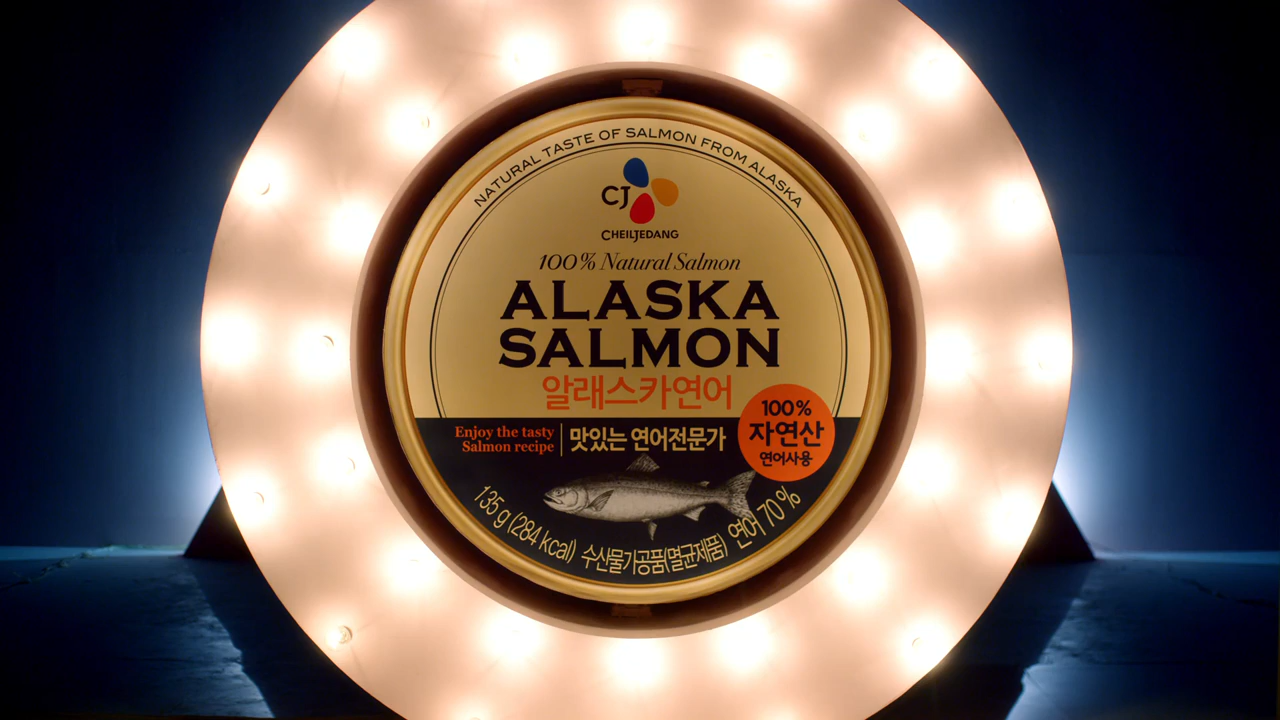 NATURAL TASTE OF SALMON FROM ALASKA
CJ
CHEILJEDANG
100% Natural Salmon
ALASKA
SALMON
알래스카연어
Enjoy the tasty
Salmon recipe
맛있는 연어전문가
100%
자연산
연어사용
135 g (284 kcal) 수산물가공품(멸균제품) 연어 70 %